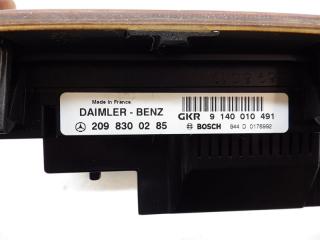 Made in France
DAIMLER - BENZ
GKR 9 140 010 491
209 830 02 85
BOSCH 944 D 0176992